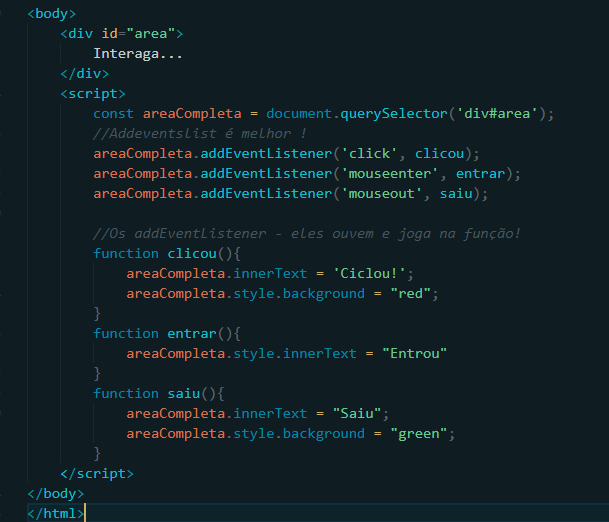 <body>
<div id="area">
Interaga...
</div>
<script>
const areaCompleta = document.querySelector('div#area');
//Addeventslist é melhor !
areaCompleta.addEventListener('click', clicou);
areaCompleta.addEventListener('mouseenter', entrar);
areaCompleta.addEventListener('mouseout', saiu);
//Os addEventListener - eles ouvem e joga na função!
function clicou(){
areaCompleta.innerText = 'Ciclou!';
areaCompleta.style.background = "red";
}
function entrar(){
areaCompleta.style.innerText = "Entrou"
}
function saiu(){
areaCompleta.innerText = "Saiu";
areaCompleta.style.background = "green";
}
</script>
</body>
</html>